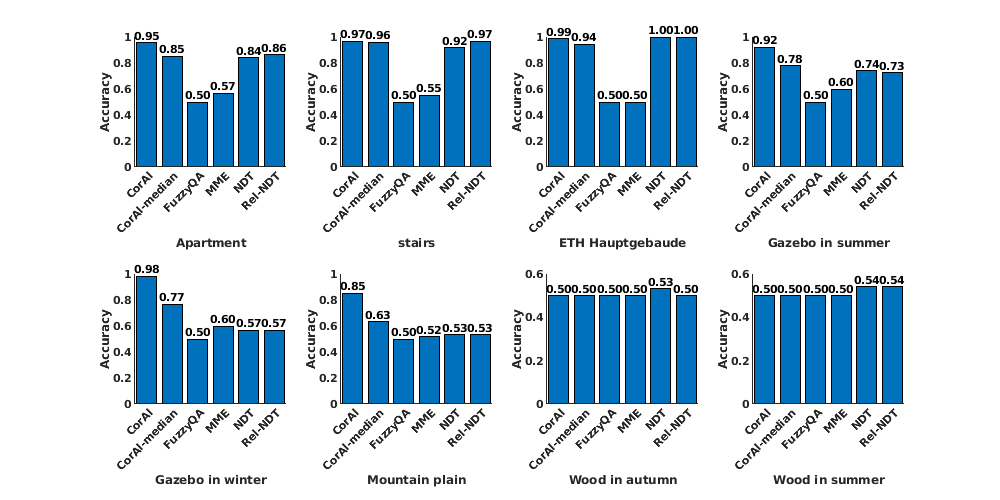 Accuracy
1
0.8
0.6
0.4
0.2
0
0.95 0.85 0.50 0.57 0.84 0.86
CorAl CorAl-median FuzzyQA MME NDT Rel-NDT
Apartment
Accuracy
1
0.8
0.6
0.4
0.2
0
0.97 0.96 0.50 0.55 0.92 0.97
CorAl CorAl-median FuzzyQA MME NDT Rel-NDT
stairs
Accuracy
1
0.8
0.6
0.4
0.2
0
0.99 0.94 0.50 0.50 1.00 1.00
CorAl CorAl-median FuzzyQA MME NDT Rel-NDT
ETH Hauptgebaude
Accuracy
1
0.8
0.6
0.4
0.2
0
0.92 0.78 0.50 0.60 0.74 0.73
CorAl CorAl-median FuzzyQA MME NDT Rel-NDT
Gazebo in summer
Accuracy
1
0.8
0.6
0.4
0.2
0
0.98 0.77 0.50 0.60 0.57 0.57
CorAl CorAl-median FuzzyQA MME NDT Rel-NDT
Gazebo in winter
Accuracy
1
0.8
0.6
0.4
0.2
0
0.85 0.63 0.50 0.52 0.53 0.53
CorAl CorAl-median FuzzyQA MME NDT Rel-NDT
Mountain plain
Accuracy
0.6
0.4
0.2
0
0.50 0.50 0.50 0.50 0.53 0.50
CorAl CorAl-median FuzzyQA MME NDT Rel-NDT
Wood in autumn
Accuracy
0.6
0.4
0.2
0
0.50 0.50 0.50 0.50 0.54 0.54
CorAl CorAl-median FuzzyQA MME NDT Rel-NDT
Wood in summer